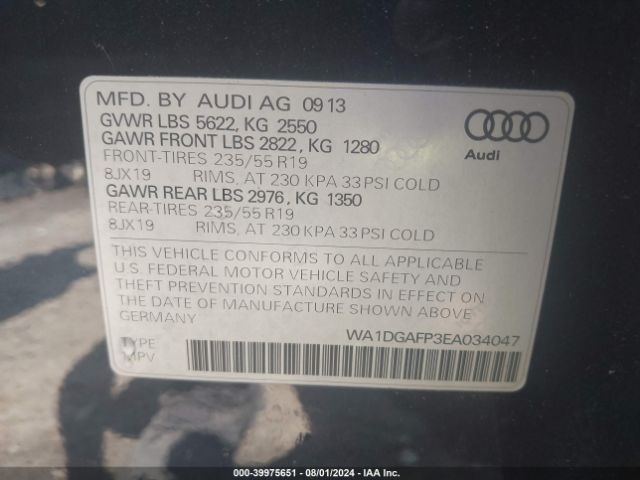 MFD. BY AUDI AG 0913
GVWR LBS 5622, KG 2550
GAWR FRONT LBS 2822, KG 1280
FRONT-TIRES 235/55 R19
8JX19 RIMS, AT 230 KPA 33 PSI COLD
GAWR REAR LBS 2976, KG 1350
REAR-TIRES 235/55 R19
8JX19 RIMS, AT 230 KPA 33 PSI COLD
Audi
THIS VEHICLE CONFORMS TO ALL APPLICABLE
U.S. FEDERAL MOTOR VEHICLE SAFETY AND
THEFT PREVENTION STANDARDS IN EFFECT ON
THE DATE OF MANUFACTURE SHOWN ABOVE
GERMANY
WA1DGAFP3EA034047
TYPE
MPV
000-39975651 - 08/01/2024 - IAA Inc.